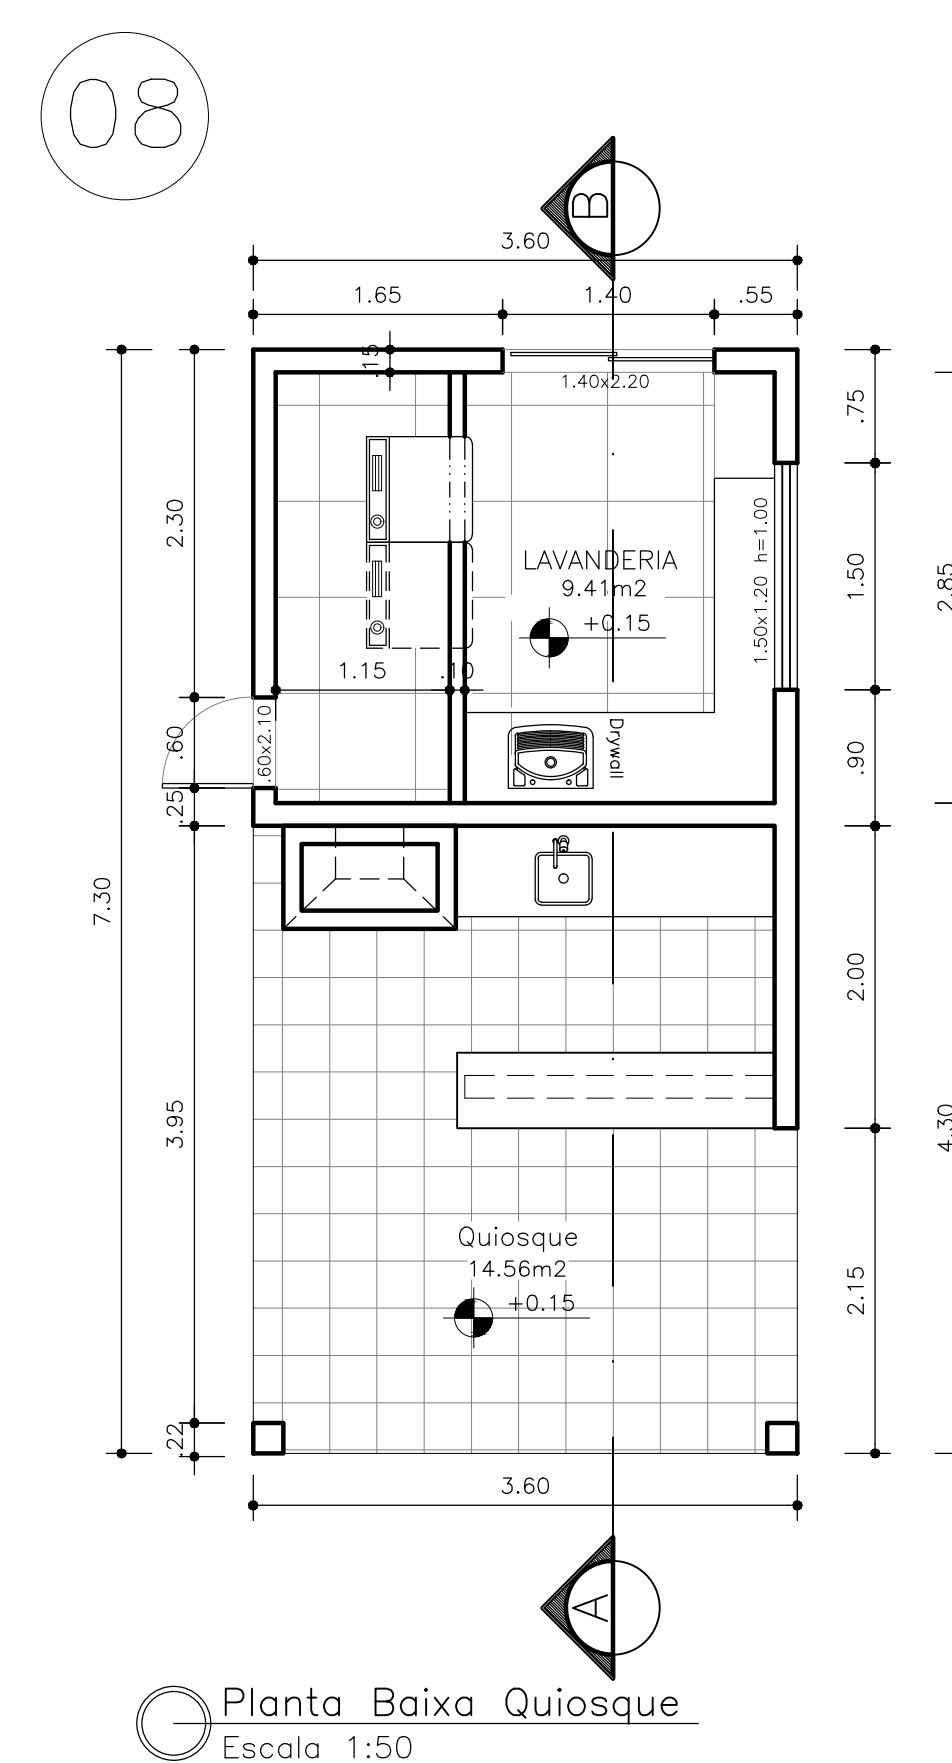 08
B
3.60
1.65
1.40
.55
.15
1.40x2.20
.75
2.30
1.50x1.20 h=1.00
1.50
2.85
LAVANDERIA
9.41m2
+0.15
1.15
.10
.60
.60x2.10
Drywall
.90
.25
7.30
2.00
3.95
4.30
Quiosque
14.56m2
+0.15
2.15
.22
3.60
A
Planta Baixa Quiosque
Escala 1:50